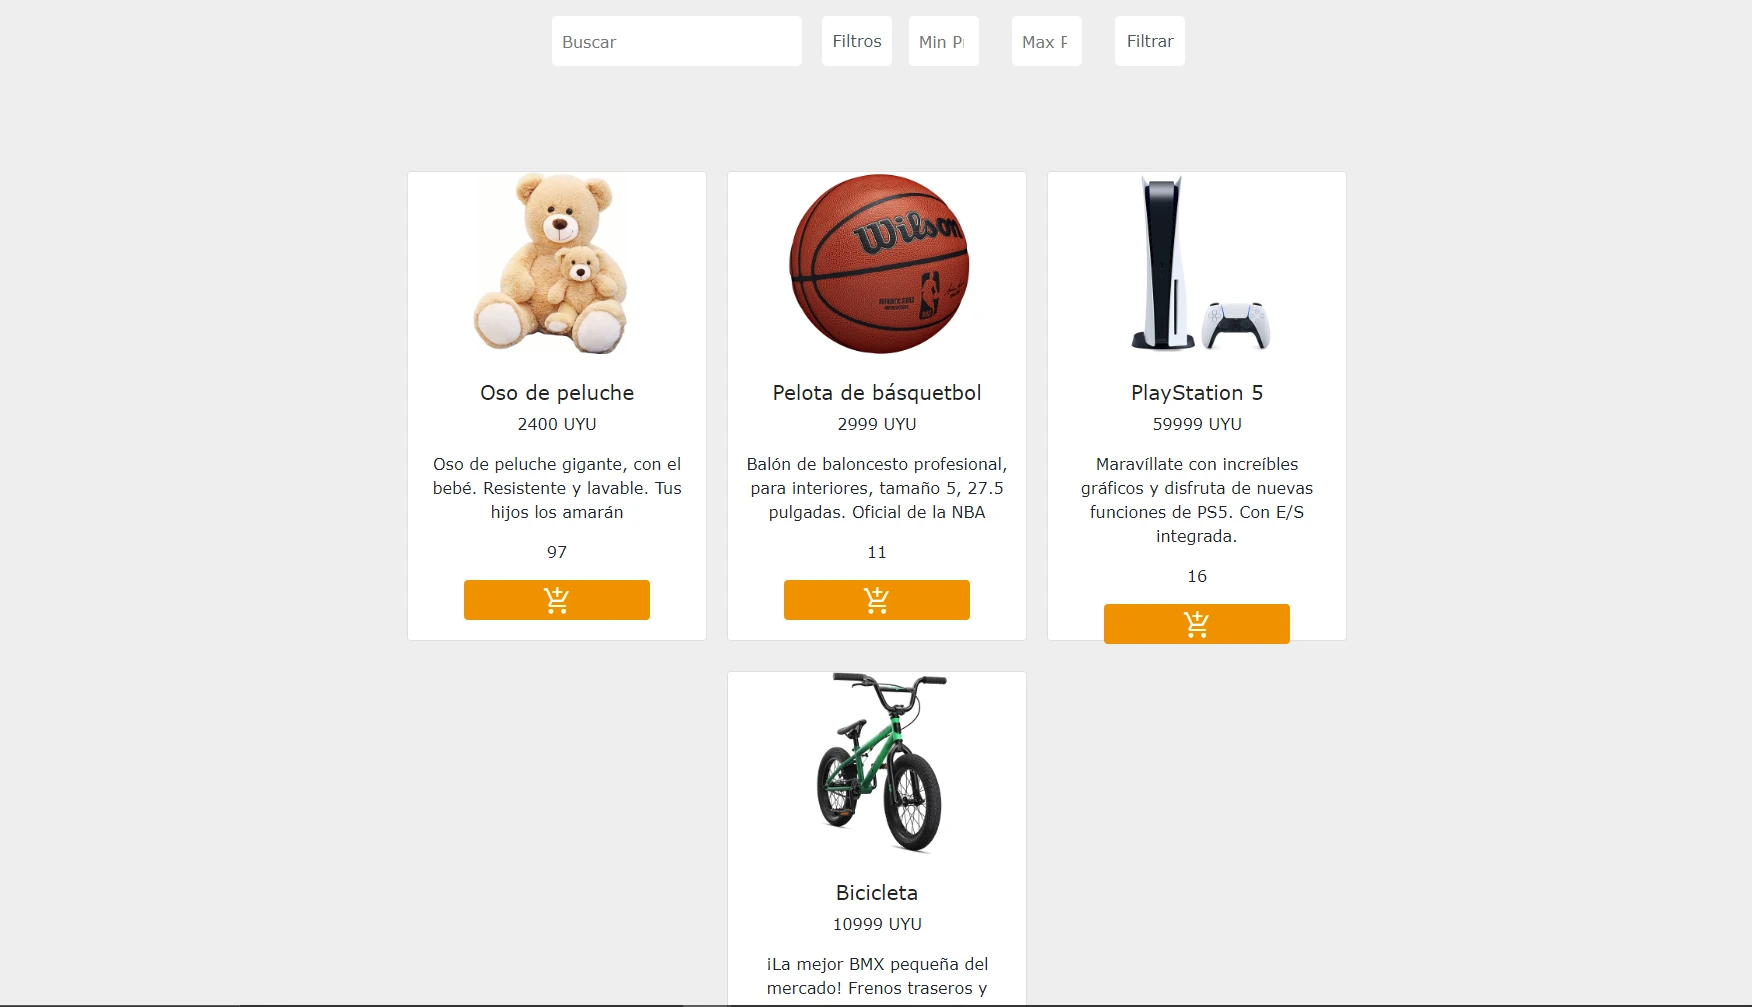 Buscar
Filtros
Min
Max
Filtrar
Wilson
Oso de peluche
2400 UYU
Oso de peluche gigante, con el
bebé. Resistente y lavable. Tus
hijos los amarán
97
Pelota de básquetbol
2999 UYU
Balón de baloncesto profesional,
para interiores, tamaño 5, 27.5
pulgadas. Oficial de la NBA
11
PlayStation 5
59999 UYU
Maravíllate con increíbles
gráficos y disfruta de nuevas
funciones de PS5. Con E/S
integrada.
16
Bicicleta
10999 UYU
¡La mejor BMX pequeña del
mercado! Frenos traseros y